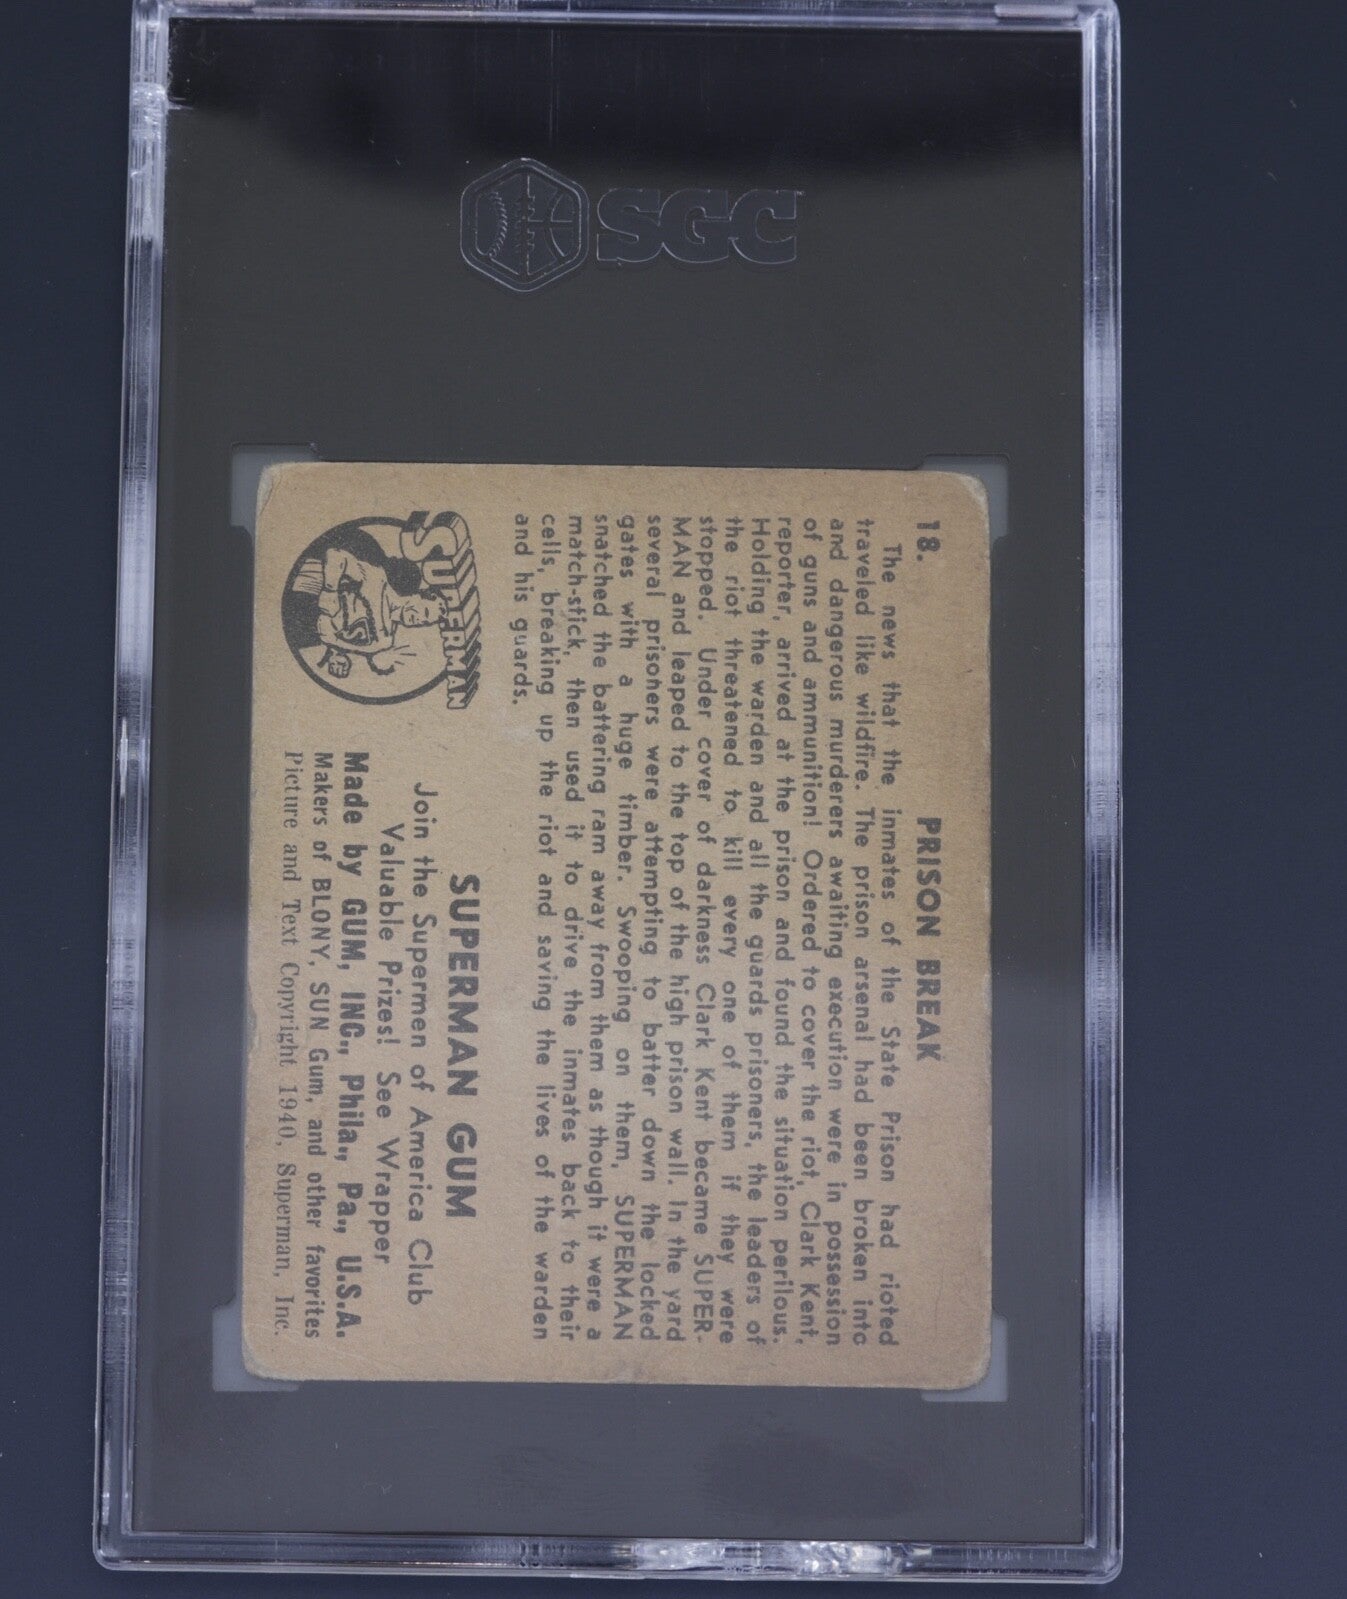 SGC
18. PRISON BREAK
The news that the inmates of the State Prison had rioted
traveled like wildfire. The prison arsenal had been broken into
and dangerous murderers awaiting execution were in possession
of guns and ammunition! Ordered to cover the riot, Clark Kent,
reporter, arrived at the prison and found the situation perilous.
Holding the warden and all the guards prisoners, the leaders of
the riot threatened to kill every one of them if they were
stopped. Under cover of darkness Clark Kent became SUPER-
MAN and leaped to the top of the high prison wall. In the yard
several prisoners were attempting to batter down the locked
gates with a huge timber. Swooping on them, SUPERMAN
snatched the battering ram away from them as though it were a
match-stick, then used it to drive the inmates back to their
cells, breaking up the riot and saving the lives of the warden
and his guards.
SUPERMAN
SUPERMAN GUM
Join the Supermen of America Club
Valuable Prizes! See Wrapper
Made by GUM, INC., Phila., Pa., U.S.A.
Makers of BLONY, SUN Gum, and other favorites
Picture and Text Copyright 1940, Superman, Inc.